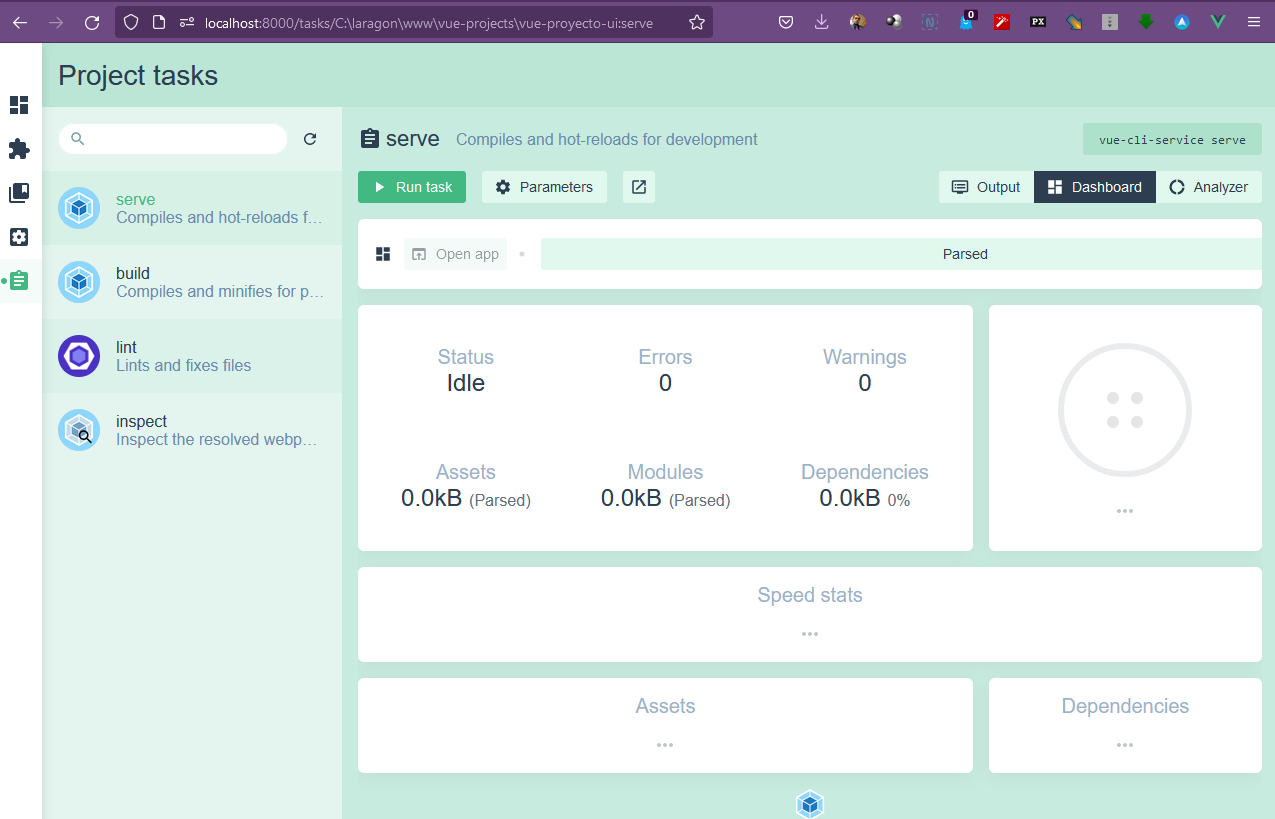 localhost:8000/tasks/C:\laragon\www\vue-projects\vue-proyecto-ui:serve
0
PX
Project tasks
serve
Compiles and hot-reloads f...
build
Compiles and minifies for p...
lint
Lints and fixes files
inspect
Inspect the resolved webp...
serve Compiles and hot-reloads for development
vue-cli-service serve
Run task Parameters
Output Dashboard Analyzer
Open app
Parsed
Status Errors Warnings
Idle 0 0
Assets Modules Dependencies
0.0kB (Parsed) 0.0kB (Parsed) 0.0kB 0%
...
Speed stats
...
Assets
...
Dependencies
...